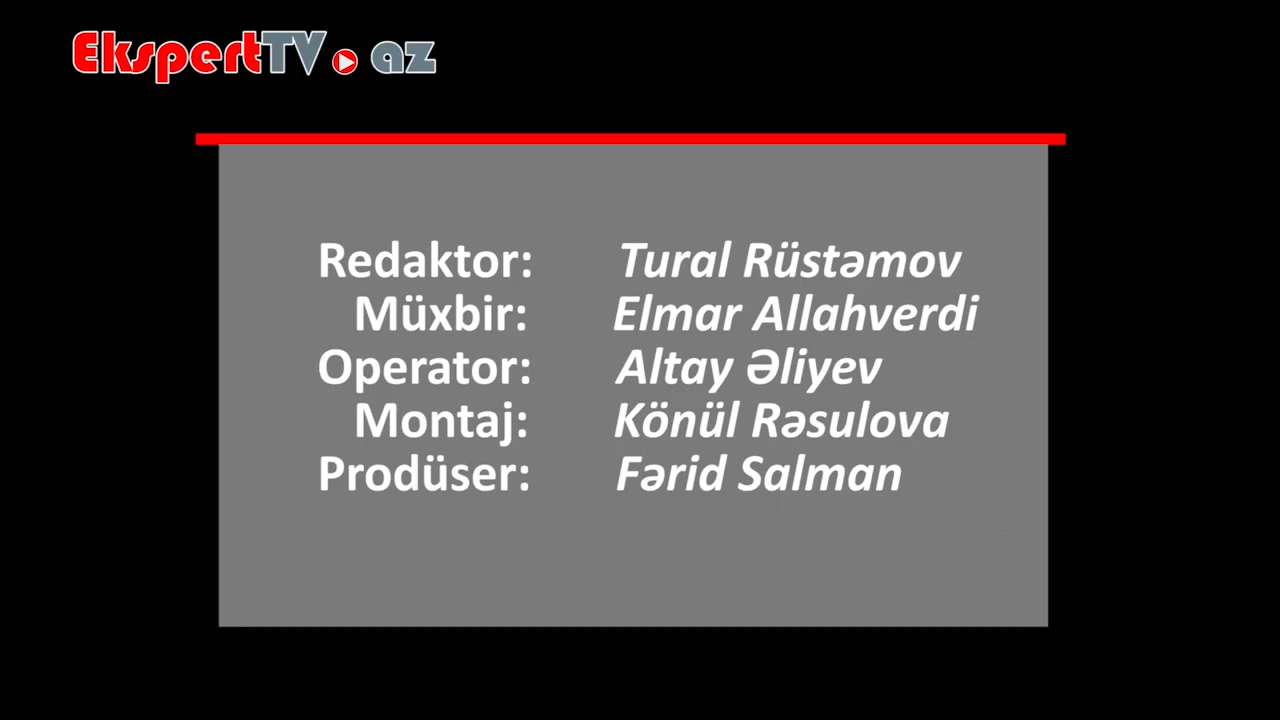 EkspertTV.az
Redaktor: Tural Rüstəmov
Müxbir: Elmar Allahverdi
Operator: Altay Əliyev
Montaj: Könül Rəsulova
Prodüser: Fərid Salman